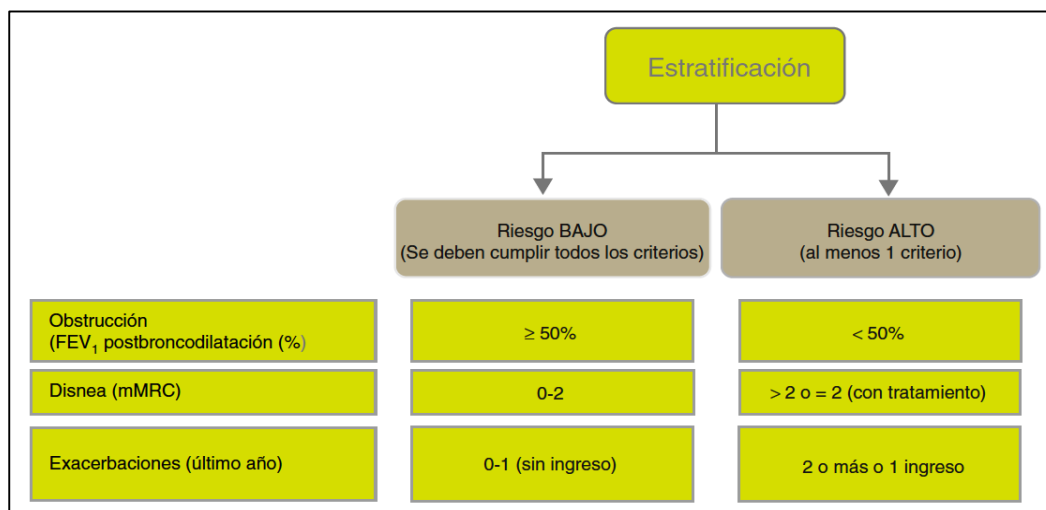 Estratificación
Riesgo BAJO
(Se deben cumplir todos los criterios)
Riesgo ALTO
(al menos 1 criterio)
Obstrucción
(FEV₁ postbroncodilatación (%)
≥ 50%
< 50%
Disnea (mMRC)
0-2
> 2 o = 2 (con tratamiento)
Exacerbaciones (último año)
0-1 (sin ingreso)
2 o más o 1 ingreso